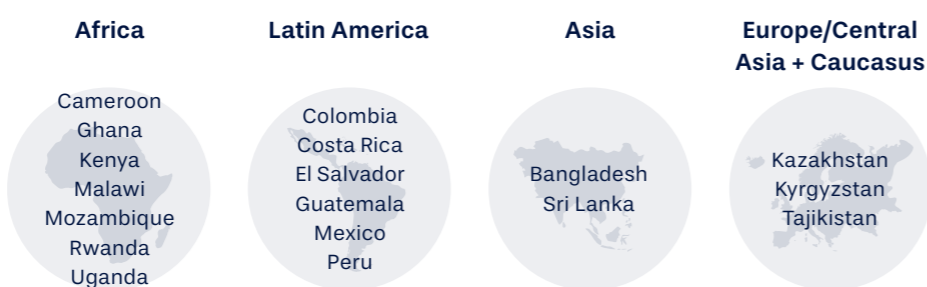 Africa
Cameroon
Ghana
Kenya
Malawi
Mozambique
Rwanda
Uganda
Latin America
Colombia
Costa Rica
El Salvador
Guatemala
Mexico
Peru
Asia
Bangladesh
Sri Lanka
Europe/Central
Asia + Caucasus
Kazakhstan
Kyrgyzstan
Tajikistan